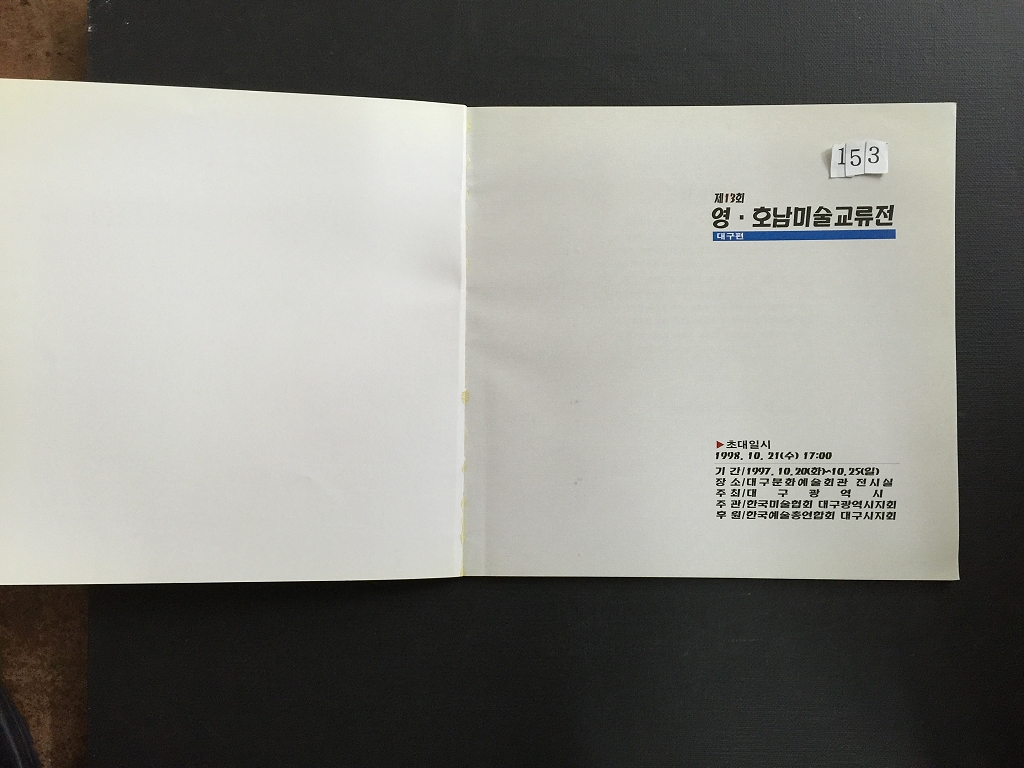 153
제13회
영·호남미술교류전
대구편
▶초대일시
1998. 10. 21(수) 17:00
기 간/1997. 10. 20(화)~10. 25(일)
장 소/대구문화예술회관 전시실
주 최/대 구 광 역 시
주 관/한국미술협회 대구광역시지회
후 원/한국예술총연합회 대구시지회